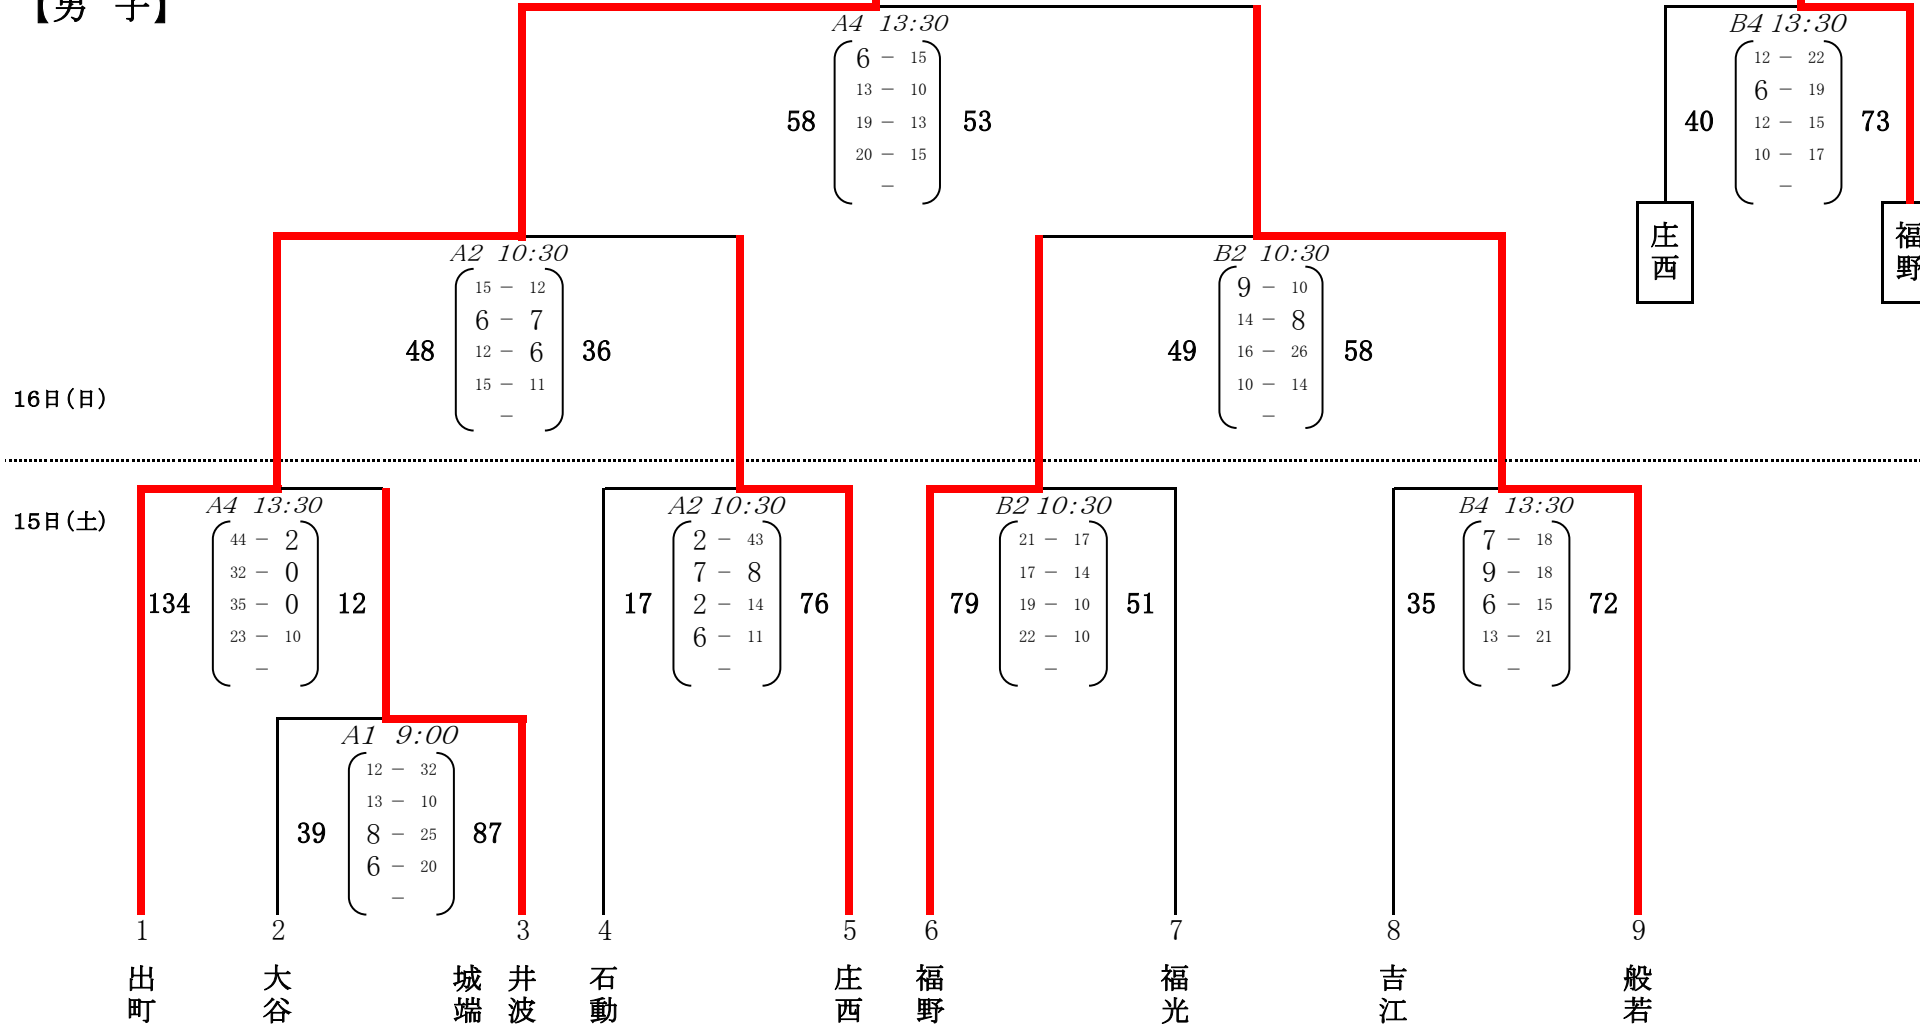 【男 子】
A4 13:30
6 － 15
13 － 10
58 19 － 13 53
20 － 15
－
B4 13:30
12 － 22
6 － 19
40 12 － 15 73
10 － 17
－
庄西
福野
A2 10:30
15 － 12
6 － 7
48 12 － 6 36
15 － 11
－
B2 10:30
9 － 10
14 － 8
49 16 － 26 58
10 － 14
－
16日(日)
15日(土)
A4 13:30
44 － 2
32 － 0
134 35 － 0 12
23 － 10
－
A2 10:30
2 － 43
7 － 8
17 2 － 14 76
6 － 11
－
B2 10:30
21 － 17
17 － 14
79 19 － 10 51
22 － 10
－
B4 13:30
7 － 18
9 － 18
35 6 － 15 72
13 － 21
－
A1 9:00
12 － 32
13 － 10
39 8 － 25 87
6 － 20
－
1 2 3 4 5 6 7 8 9
出町
大谷
城端
井波
石動
庄西
福野
福光
吉江
般若